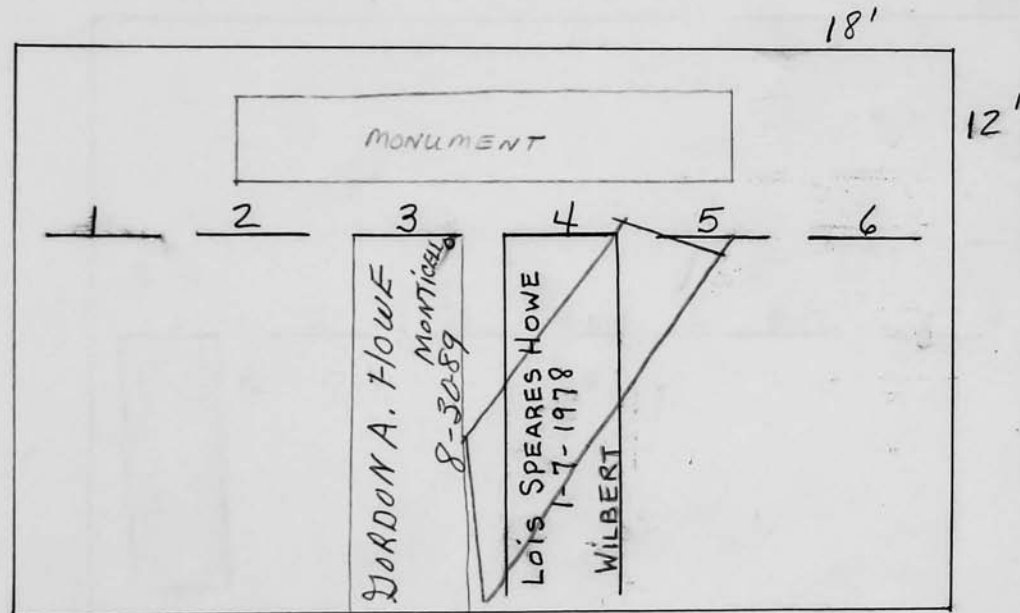 18'
12'
MONUMENT
1 2 3 4 5 6
GORDON A. HOWE
MONTICELLO
8-30-89
LOIS SPEARES HOWE
1-7-1978
WILBERT